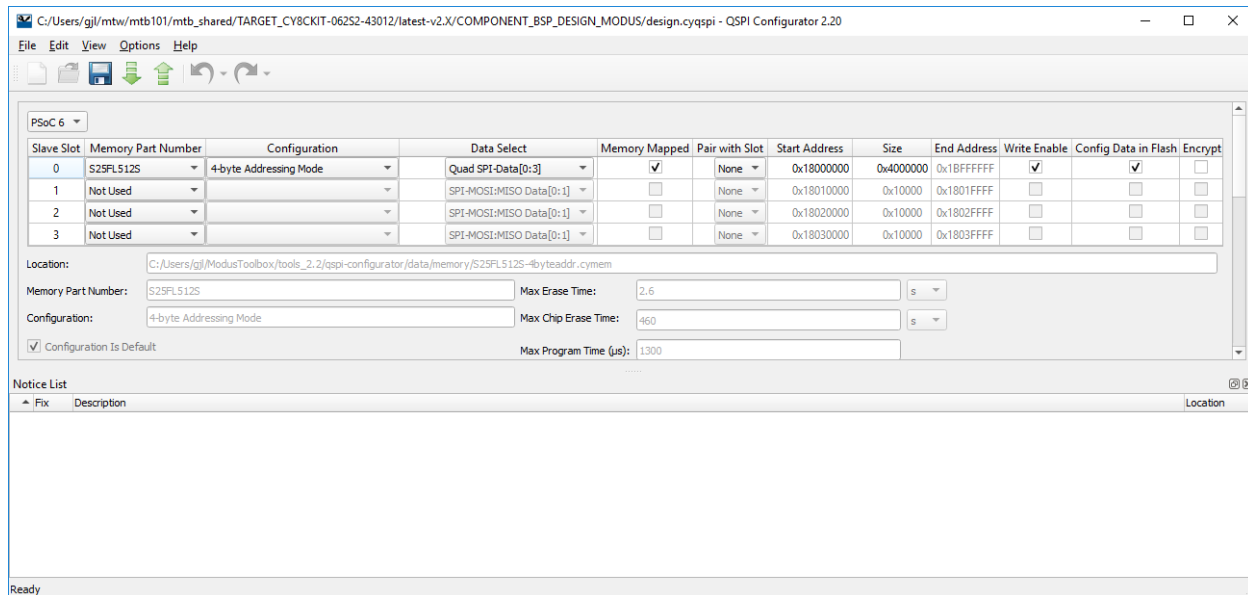 C:/Users/gjl/mtw/mtb101/mtb_shared/TARGET_CY8CKIT-062S2-43012/latest-v2.X/COMPONENT_BSP_DESIGN_MODUS/design.cyqspi - QSPI Configurator 2.20
File Edit View Options Help
PSoC 6
Slave Slot Memory Part Number Configuration Data Select Memory Mapped Pair with Slot Start Address Size End Address Write Enable Config Data in Flash Encrypt
0 S25FL512S 4-byte Addressing Mode Quad SPI-Data[0:3] None 0x18000000 0x4000000 0x1BFFFFFF
1 Not Used SPI-MOSI:MISO Data[0:1] None 0x18010000 0x10000 0x1801FFFF
2 Not Used SPI-MOSI:MISO Data[0:1] None 0x18020000 0x10000 0x1802FFFF
3 Not Used SPI-MOSI:MISO Data[0:1] None 0x18030000 0x10000 0x1803FFFF
Location: C:/Users/gjl/ModusToolbox/tools_2.2/qspi-configurator/data/memory/S25FL512S-4byteaddr.cymem
Memory Part Number: S25FL512S Max Erase Time: 2.6 s
Configuration: 4-byte Addressing Mode Max Chip Erase Time: 460 s
Configuration Is Default Max Program Time (µs): 1300
Notice List
Fix Description Location
Ready